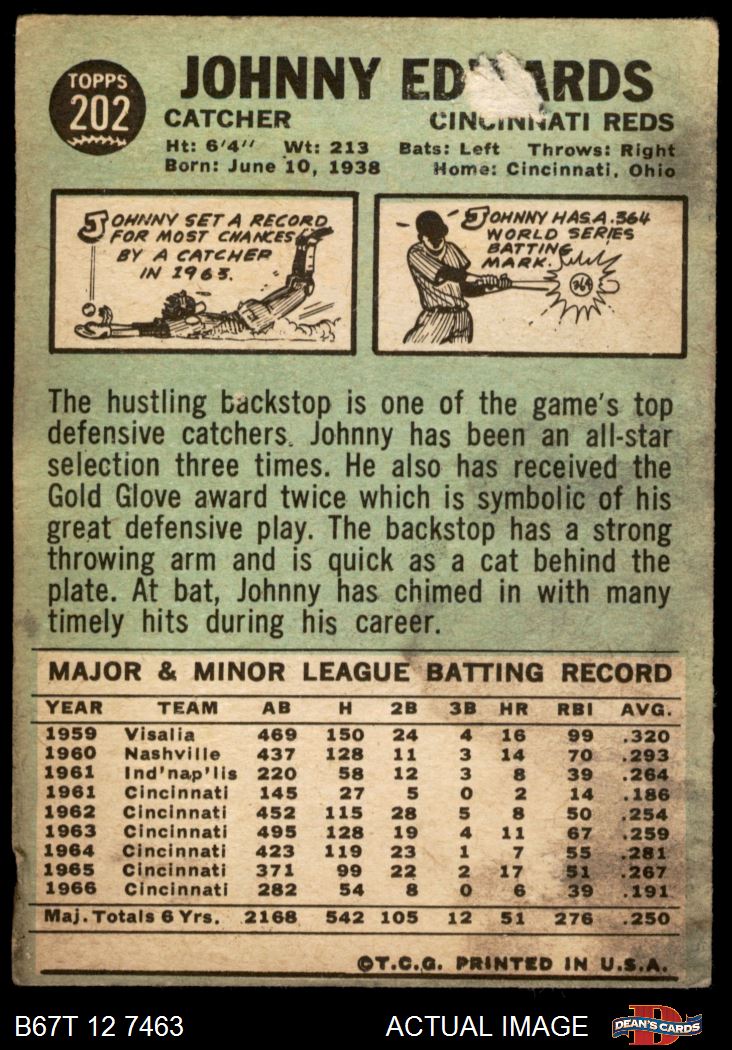 TOPPS
202
JOHNNY EDWARDS
CATCHER CINCINNATI REDS
Ht: 6'4" Wt: 213 Bats: Left Throws: Right
Born: June 10, 1938 Home: Cincinnati, Ohio
JOHNNY SET A RECORD
FOR MOST CHANCES
BY A CATCHER
IN 1963.
JOHNNY HAS A .364
WORLD SERIES
BATTING
MARK.
364
The hustling backstop is one of the game's top
defensive catchers. Johnny has been an all-star
selection three times. He also has received the
Gold Glove award twice which is symbolic of his
great defensive play. The backstop has a strong
throwing arm and is quick as a cat behind the
plate. At bat, Johnny has chimed in with many
timely hits during his career.
MAJOR & MINOR LEAGUE BATTING RECORD
YEAR TEAM AB H 2B 3B HR RBI AVG.
1959 Visalia 469 150 24 4 16 99 .320
1960 Nashville 437 128 11 3 14 70 .293
1961 Ind'nap'lis 220 58 12 3 8 39 .264
1961 Cincinnati 145 27 5 0 2 14 .186
1962 Cincinnati 452 115 28 5 8 50 .254
1963 Cincinnati 495 128 19 4 11 67 .259
1964 Cincinnati 423 119 23 1 7 55 .281
1965 Cincinnati 371 99 22 2 17 51 .267
1966 Cincinnati 282 54 8 0 6 39 .191
Maj. Totals 6 Yrs. 2168 542 105 12 51 276 .250
©T.C.G. PRINTED IN U.S.A.
B67T 12 7463 ACTUAL IMAGE DEAN'S CARDS